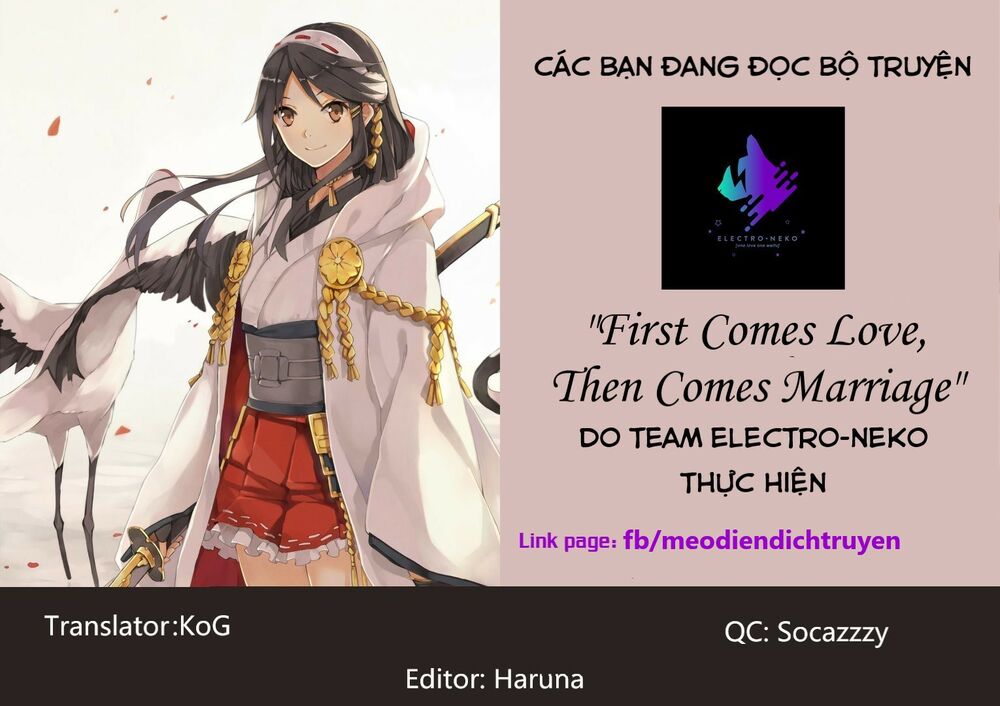 CÁC BẠN ĐANG ĐỌC BỘ TRUYỆN
ELECTRO-NEKO
"First Comes Love,
Then Comes Marriage"
DO TEAM ELECTRO-NEKO
THỰC HIỆN
Link page: fb/meodiendichtruyen
Translator:KoG
QC: Socazzzy
Editor: Haruna